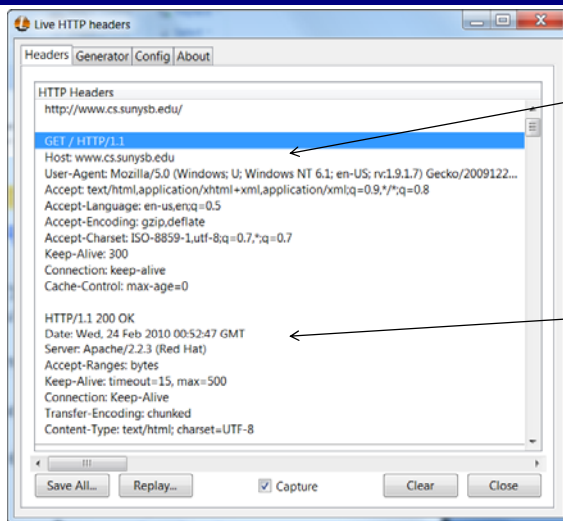 Live HTTP headers
Headers Generator Config About
HTTP Headers
http://www.cs.sunysb.edu/
GET / HTTP/1.1
Host: www.cs.sunysb.edu
User-Agent: Mozilla/5.0 (Windows; U; Windows NT 6.1; en-US; rv:1.9.1.7) Gecko/2009122...
Accept: text/html,application/xhtml+xml,application/xml;q=0.9,*/*;q=0.8
Accept-Language: en-us,en;q=0.5
Accept-Encoding: gzip,deflate
Accept-Charset: ISO-8859-1,utf-8;q=0.7,*;q=0.7
Keep-Alive: 300
Connection: keep-alive
Cache-Control: max-age=0
HTTP/1.1 200 OK
Date: Wed, 24 Feb 2010 00:52:47 GMT
Server: Apache/2.2.3 (Red Hat)
Accept-Ranges: bytes
Keep-Alive: timeout=15, max=500
Connection: Keep-Alive
Transfer-Encoding: chunked
Content-Type: text/html; charset=UTF-8
Save All... Replay... Capture Clear Close